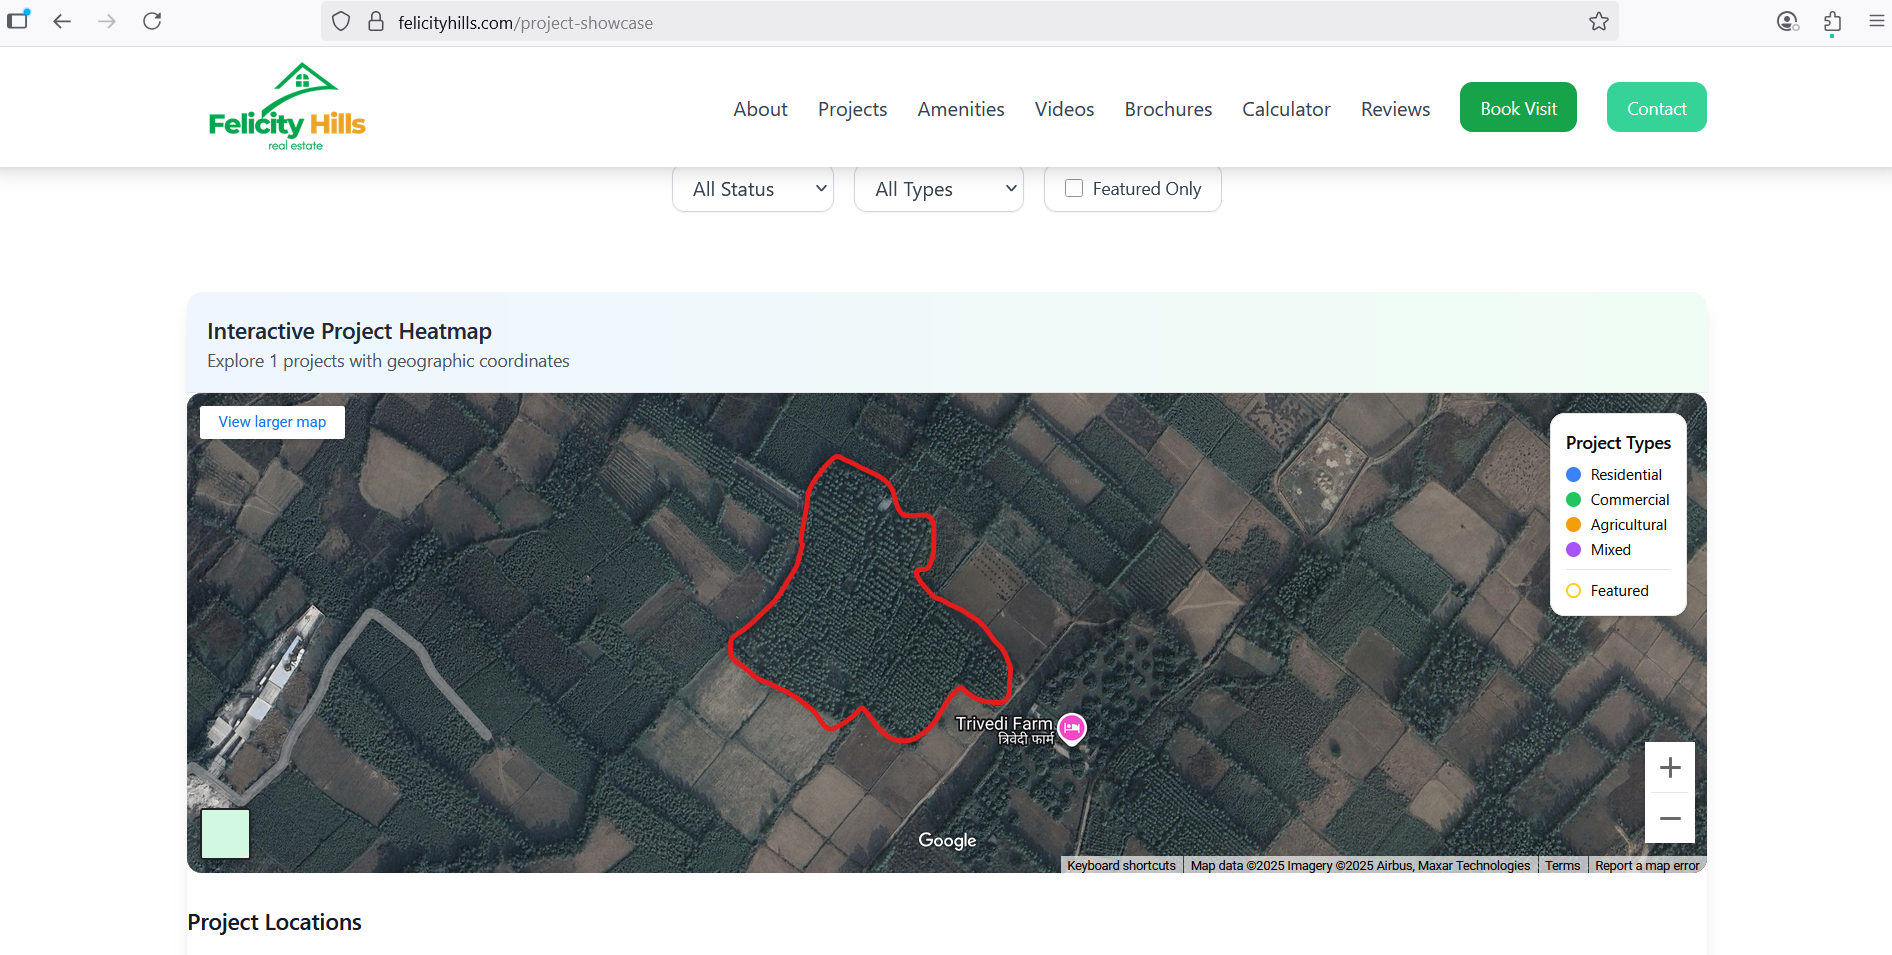 felicityhills.com/project-showcase
Felicity Hills
real estate
About
Projects
Amenities
Videos
Brochures
Calculator
Reviews
Book Visit
Contact
All Status
All Types
Featured Only
Interactive Project Heatmap
Explore 1 projects with geographic coordinates
View larger map
Project Types
Residential
Commercial
Agricultural
Mixed
Featured
Trivedi Farm
त्रिवेदी फार्म
Google
Keyboard shortcuts
Map data ©2025 Imagery ©2025 Airbus, Maxar Technologies
Terms
Report a map error
Project Locations